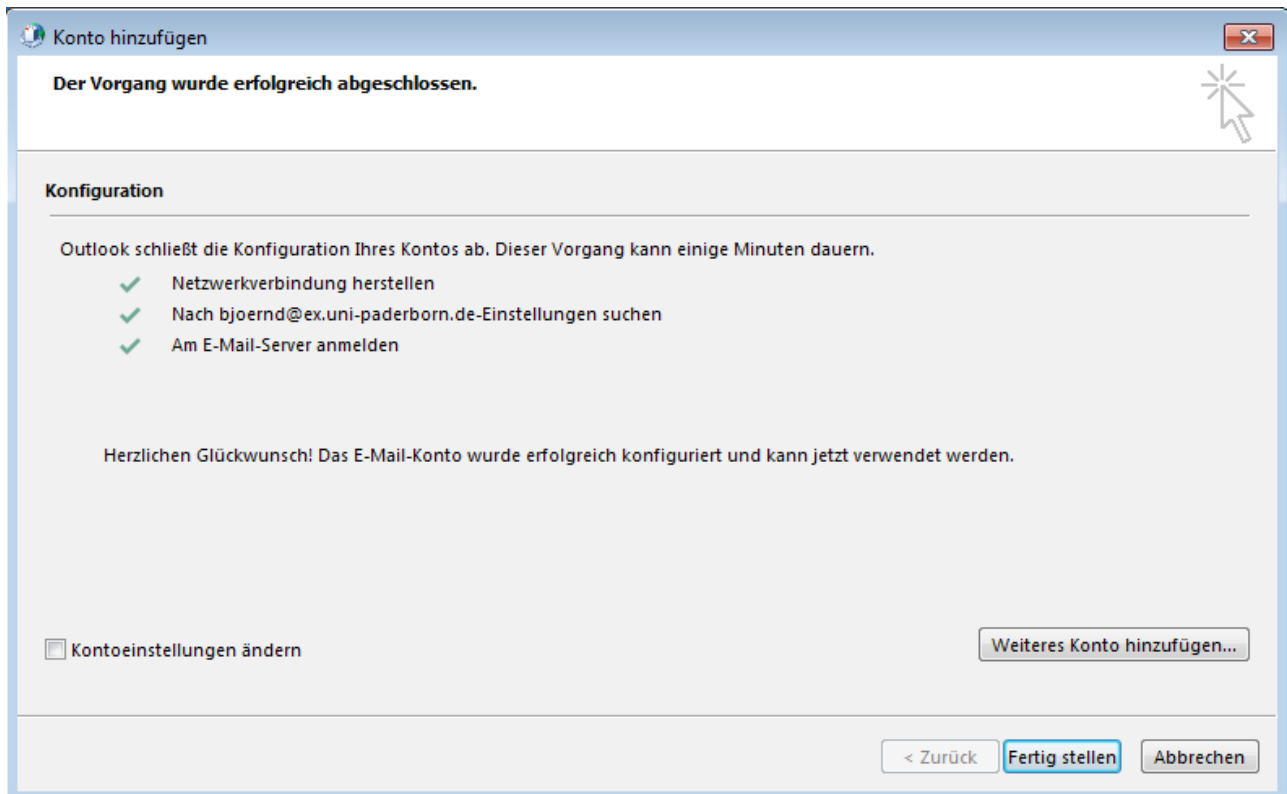 Konto hinzufügen
Der Vorgang wurde erfolgreich abgeschlossen.
Konfiguration
Outlook schließt die Konfiguration Ihres Kontos ab. Dieser Vorgang kann einige Minuten dauern.
Netzwerkverbindung herstellen
Nach bjoernd@ex.uni-paderborn.de-Einstellungen suchen
Am E-Mail-Server anmelden
Herzlichen Glückwunsch! Das E-Mail-Konto wurde erfolgreich konfiguriert und kann jetzt verwendet werden.
Kontoeinstellungen ändern
Weiteres Konto hinzufügen...
< Zurück
Fertig stellen
Abbrechen